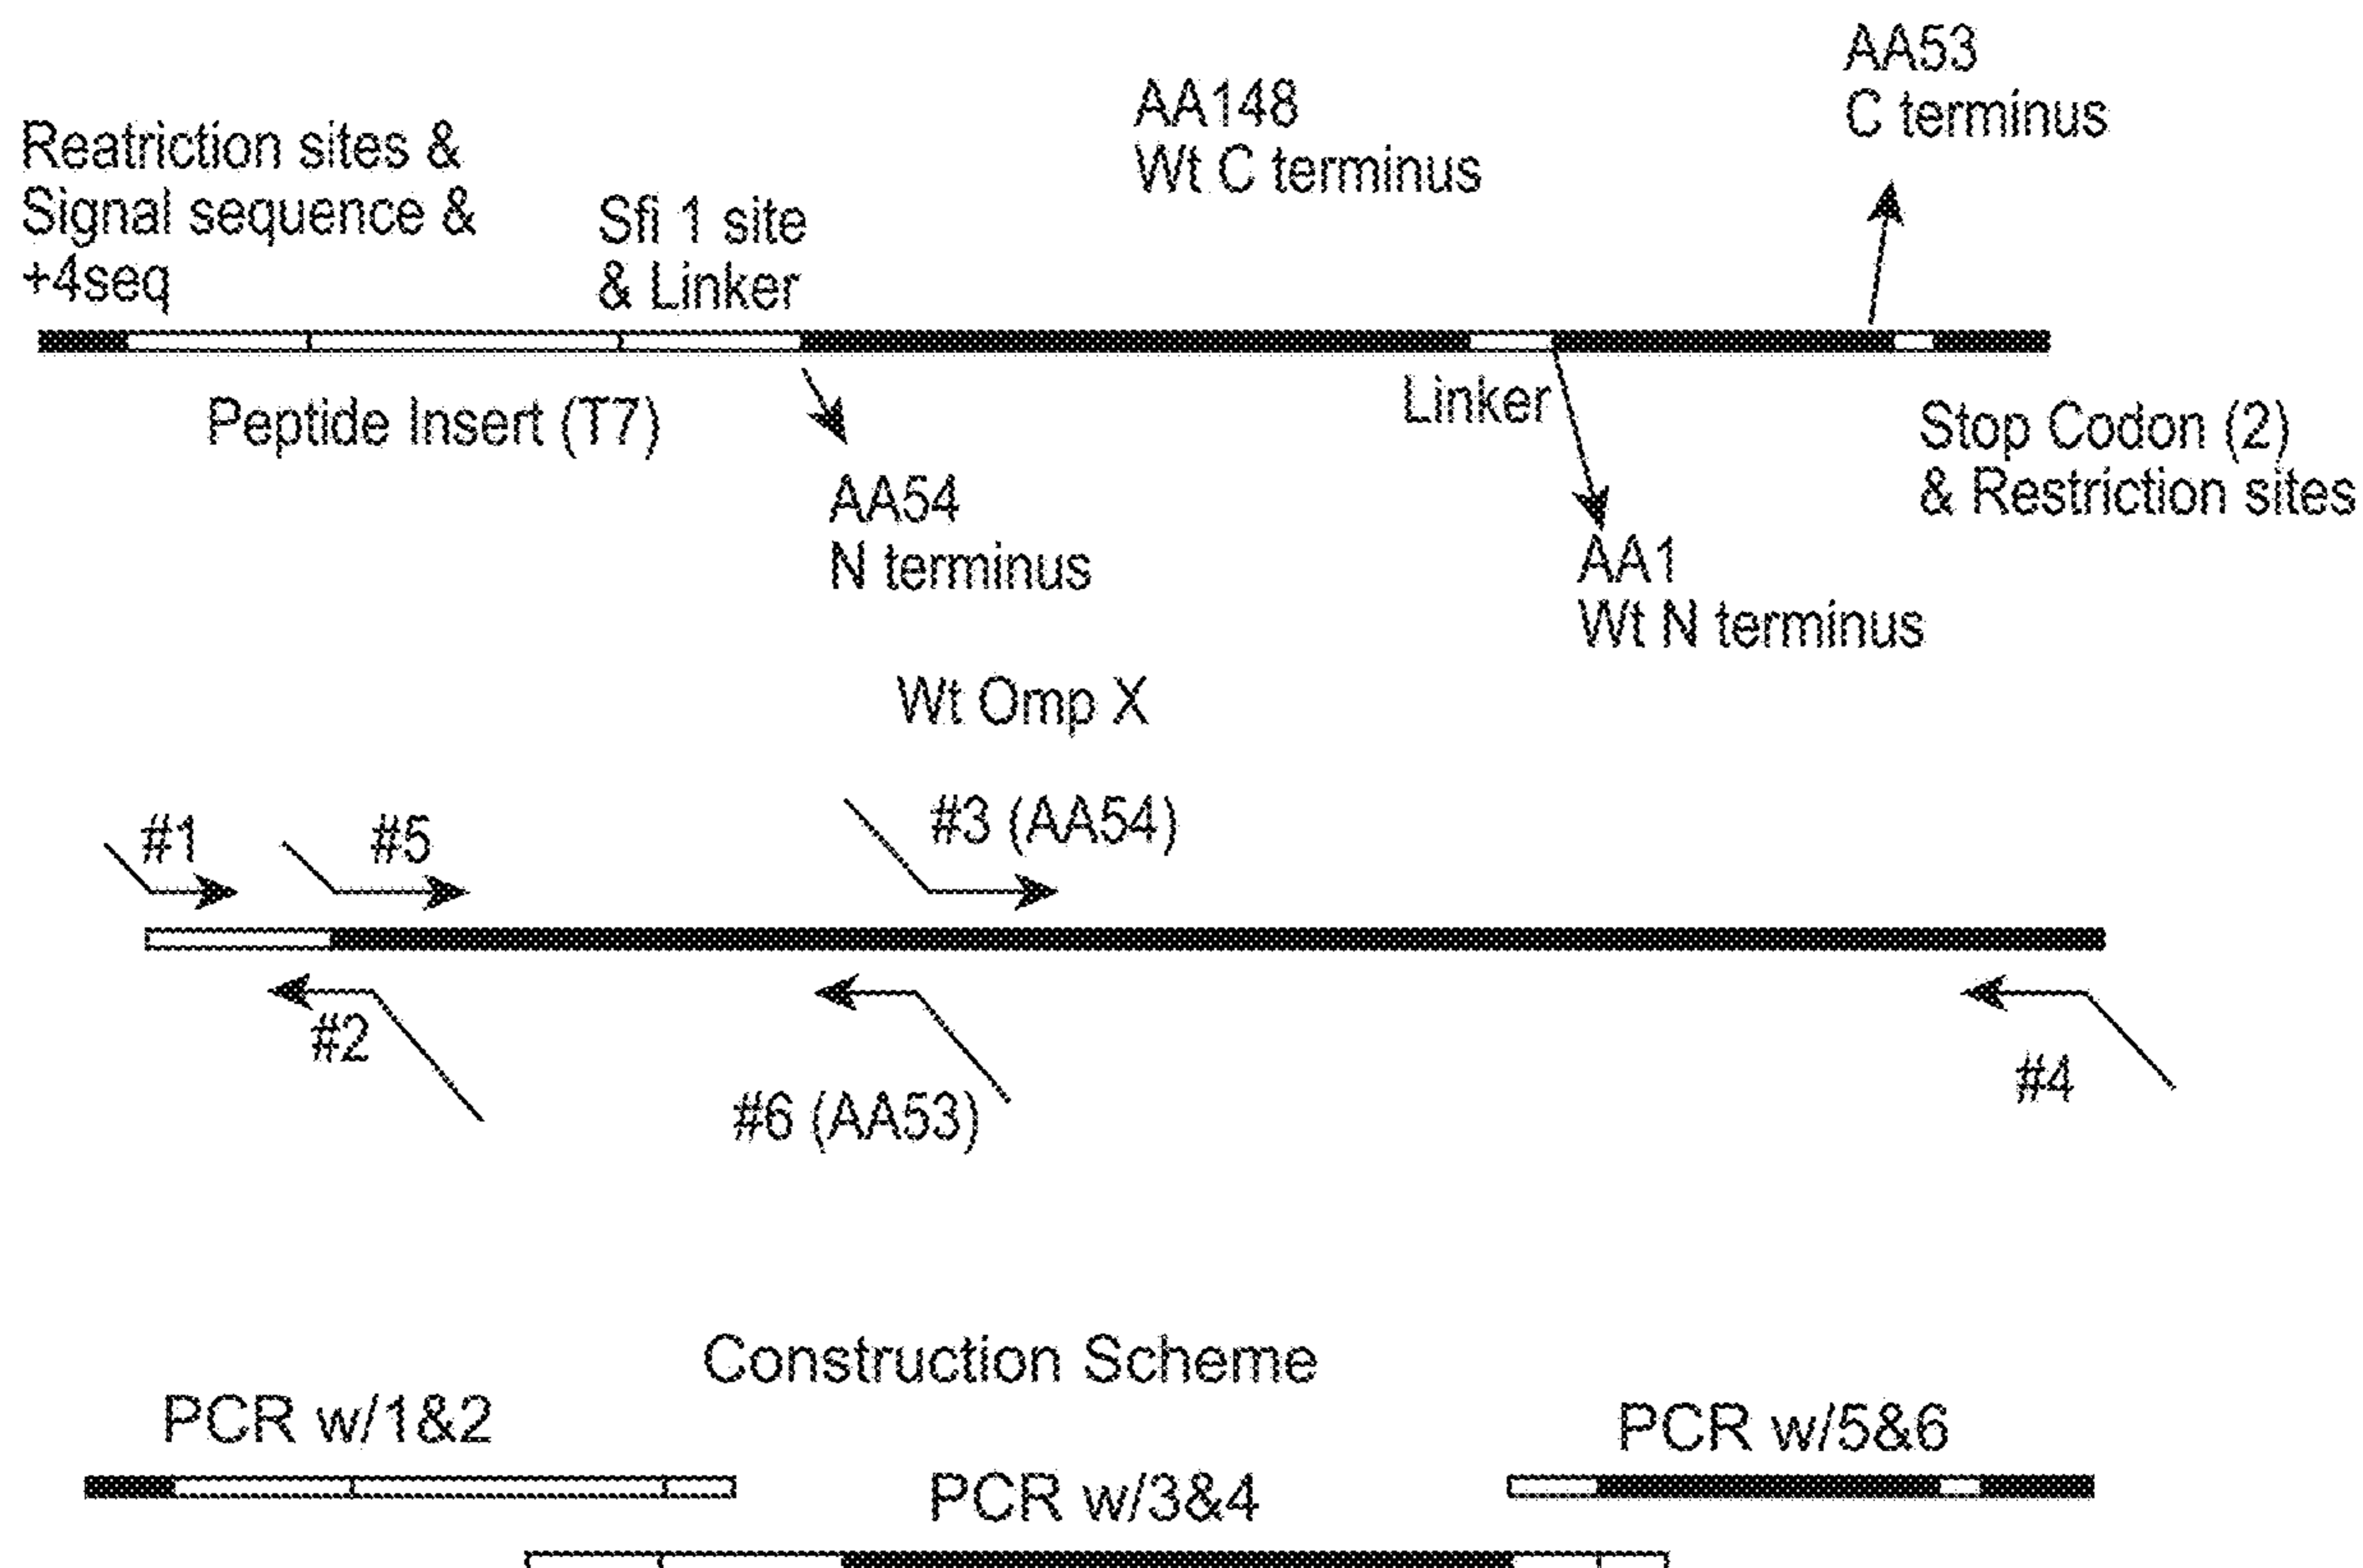 Reatriction sites &
Signal sequence &
+4seq
Sfi 1 site
& Linker
AA148
Wt C terminus
AA53
C terminus
Peptide Insert (T7)
AA54
N terminus
Linker
AA1
Wt N terminus
Stop Codon (2)
& Restriction sites
Wt Omp X
#1
#5
#3 (AA54)
#2
#6 (AA53)
#4
Construction Scheme
PCR w/1&2
PCR w/3&4
PCR w/5&6